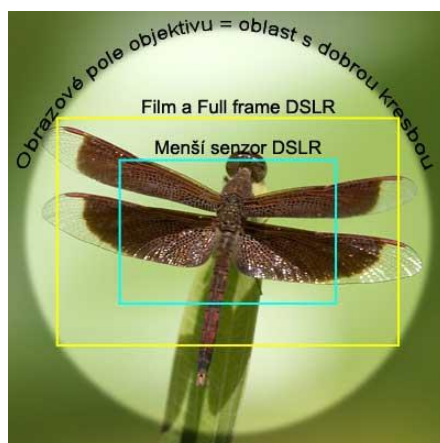 Obrazové pole objektivu = oblast s dobrou kresbou
Film a Full frame DSLR
Menší senzor DSLR